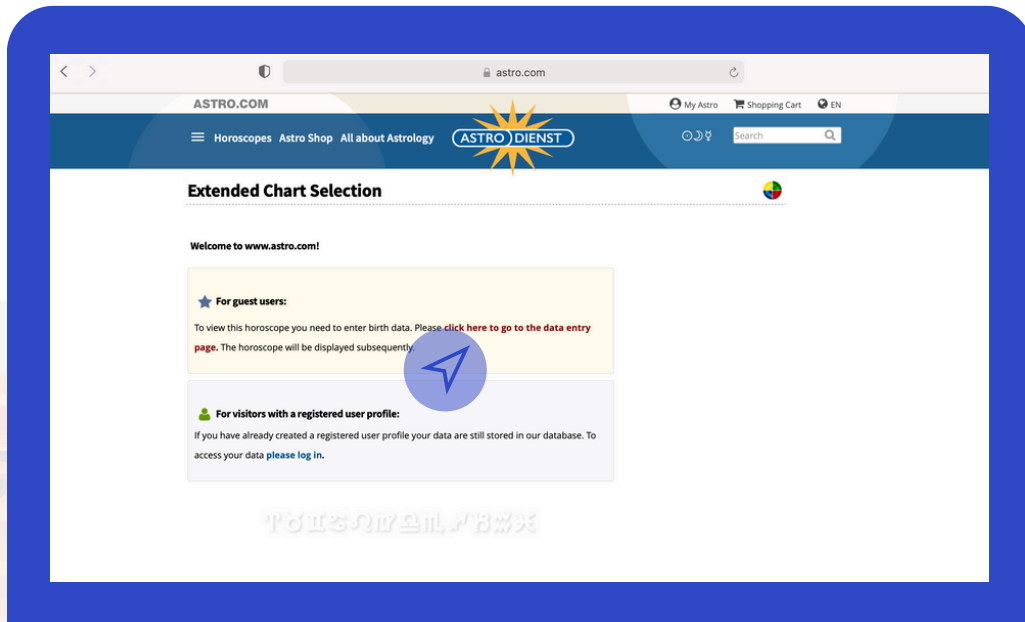 astro.com
ASTRO.COM
My Astro Shopping Cart EN
Horoscopes Astro Shop All about Astrology ASTRO DIENST ☉☽☿ Search
Extended Chart Selection
Welcome to www.astro.com!
For guest users:
To view this horoscope you need to enter birth data. Please click here to go to the data entry
page. The horoscope will be displayed subsequently.
For visitors with a registered user profile:
If you have already created a registered user profile your data are still stored in our database. To
access your data please log in.
♈♉♊♋♌♍♎♏♐♑♒♓